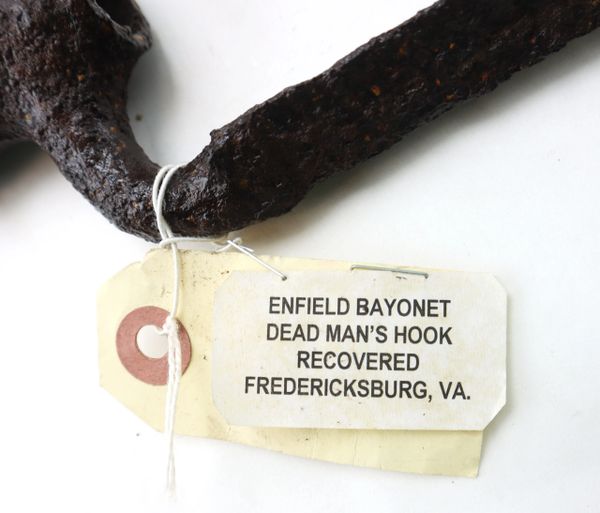 ENFIELD BAYONET
DEAD MAN'S HOOK
RECOVERED
FREDERICKSBURG, VA.